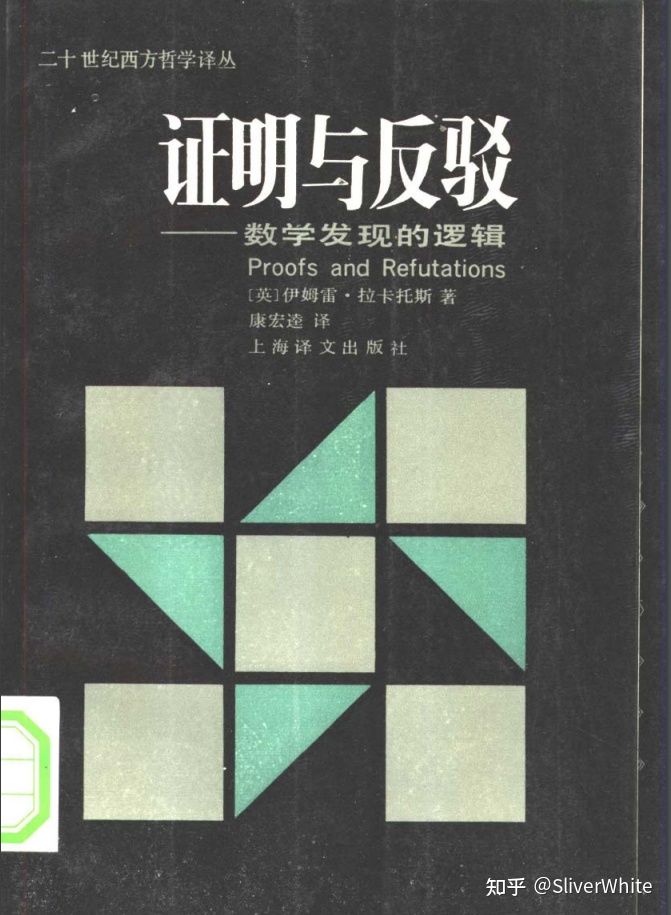 二十世纪西方哲学译丛
证明与反驳
——数学发现的逻辑
Proofs and Refutations
[英]伊姆雷·拉卡托斯 著
康宏逵 译
上海译文出版社
知乎 @SliverWhite